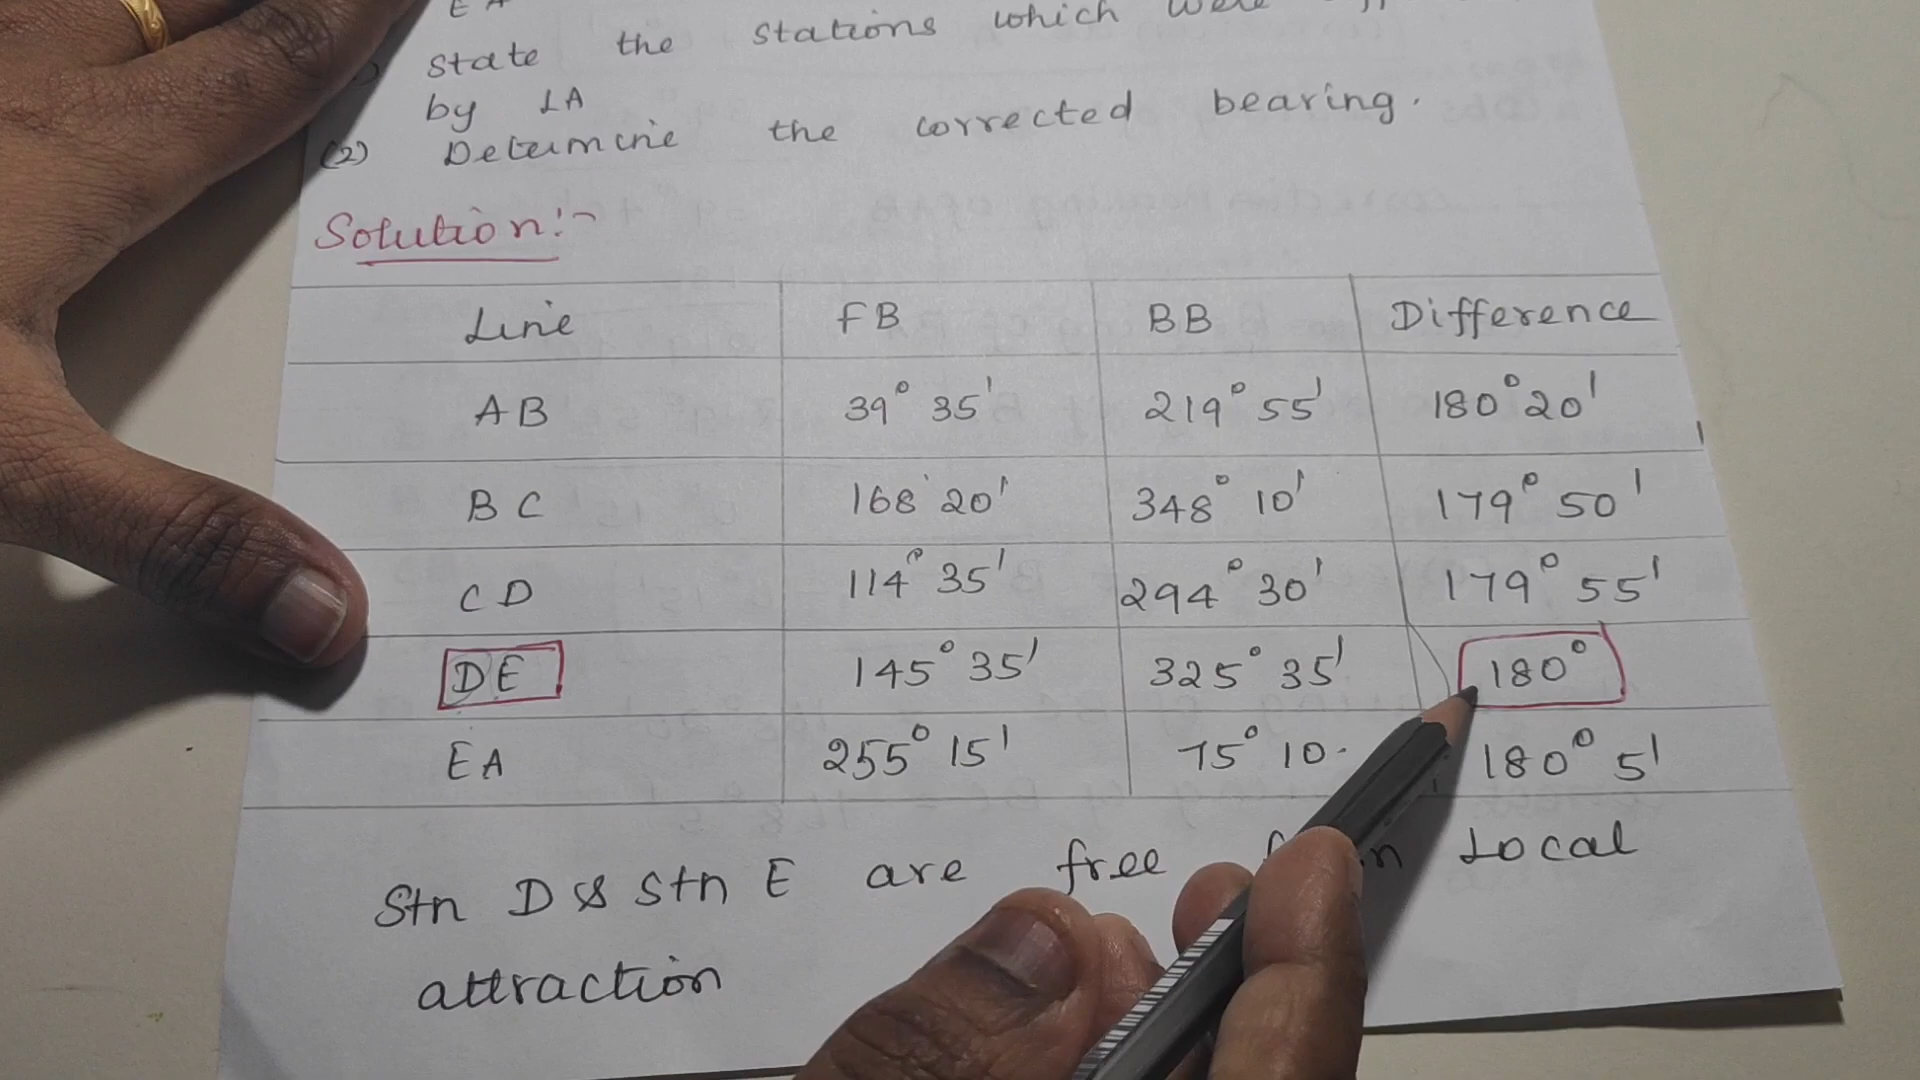 E A
state the stations which were
by LA
(2) Determine the corrected bearing.
Solution:-
Line FB BB Difference
AB 39° 35' 219° 55' 180° 20'
BC 168° 20' 348° 10' 179° 50'
CD 114° 35' 294° 30' 179° 55'
DE 145° 35' 325° 35' 180°
EA 255° 15' 75° 10' 180° 5'
Stn D & Stn E are free Local
attraction